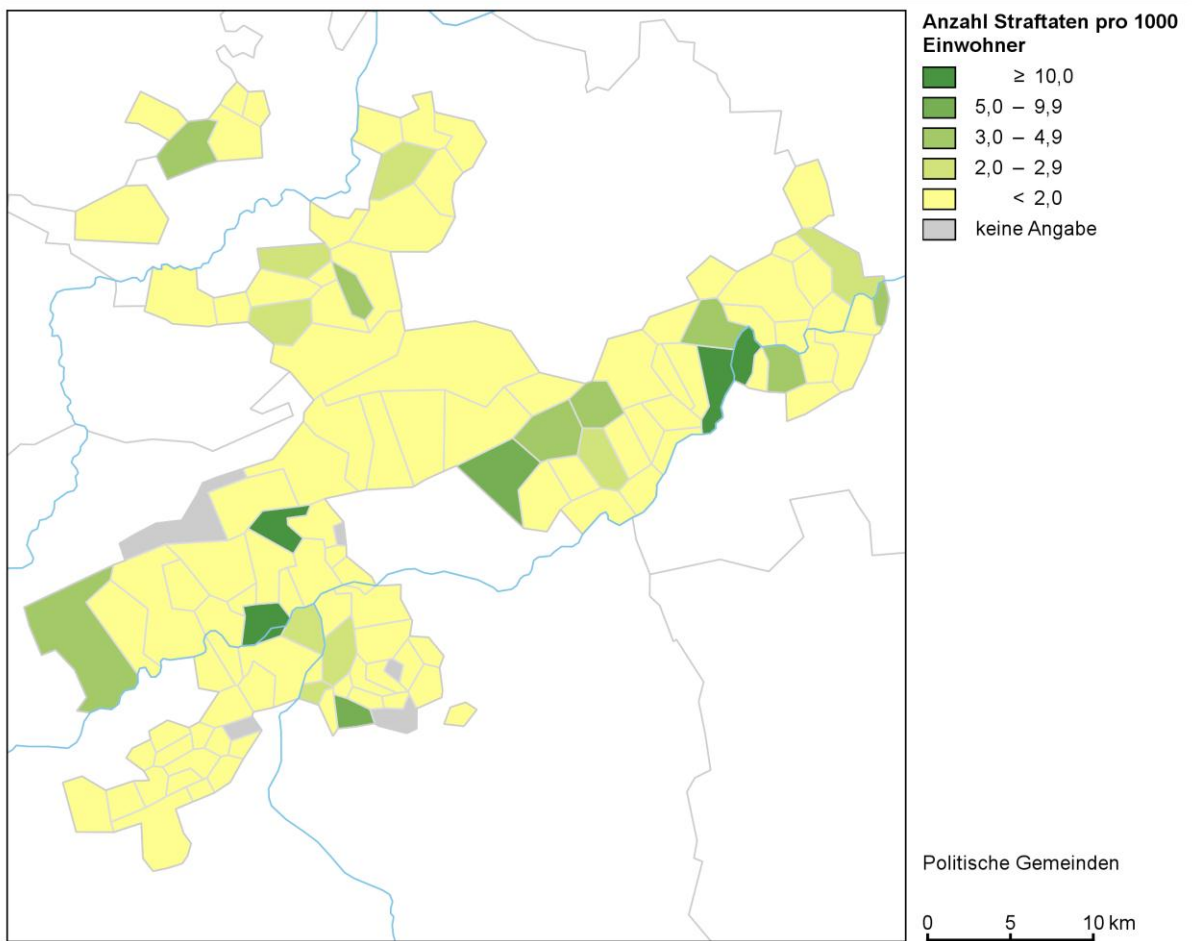 Anzahl Straftaten pro 1000
Einwohner
≥ 10,0
5,0 – 9,9
3,0 – 4,9
2,0 – 2,9
< 2,0
keine Angabe
Politische Gemeinden
0 5 10 km